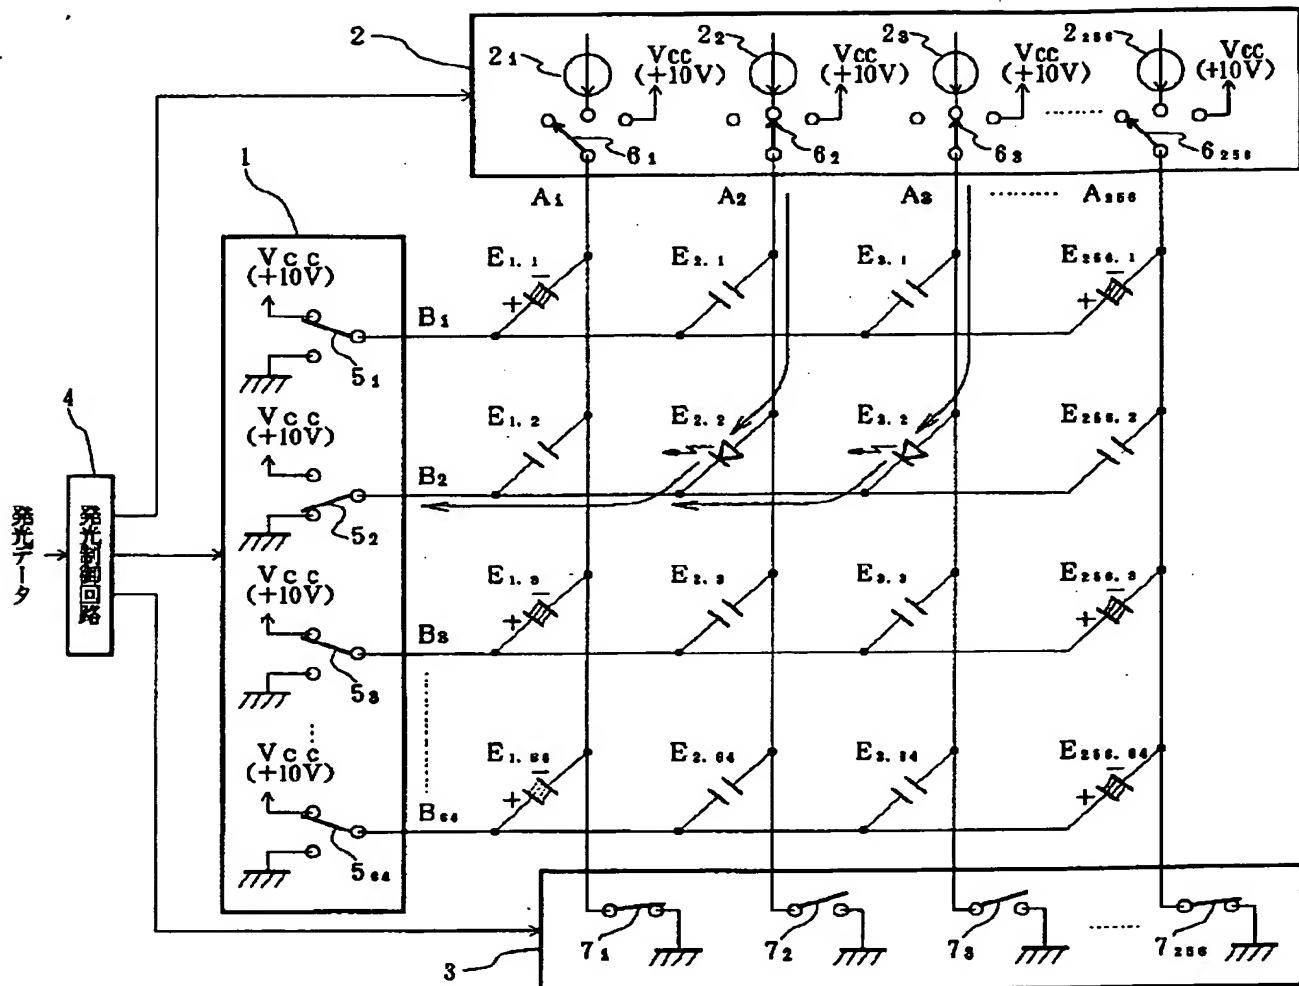 2
2₁
Vcc
(+10V)
2₂
Vcc
(+10V)
2₃
Vcc
(+10V)
2₂₅₆
Vcc
(+10V)
6₁
6₂
6₃
6₂₅₆
A₁
A₂
A₃
A₂₅₆
1
Vcc
(+10V)
5₁
B₁
E₁.₁
+
−
E₂.₁
E₃.₁
E₂₅₆.₁
+
−
Vcc
(+10V)
5₂
B₂
E₁.₂
E₂.₂
E₃.₂
E₂₅₆.₂
4
発光データ
発光制御回路
Vcc
(+10V)
5₃
B₃
E₁.₃
+
−
E₂.₃
E₃.₃
E₂₅₆.₃
+
−
Vcc
(+10V)
5₆₄
B₆₄
+
−
E₂.₆₄
E₃.₆₄
E₂₅₆.₆₄
+
−
3
7₁
7₂
7₃
7₂₅₆